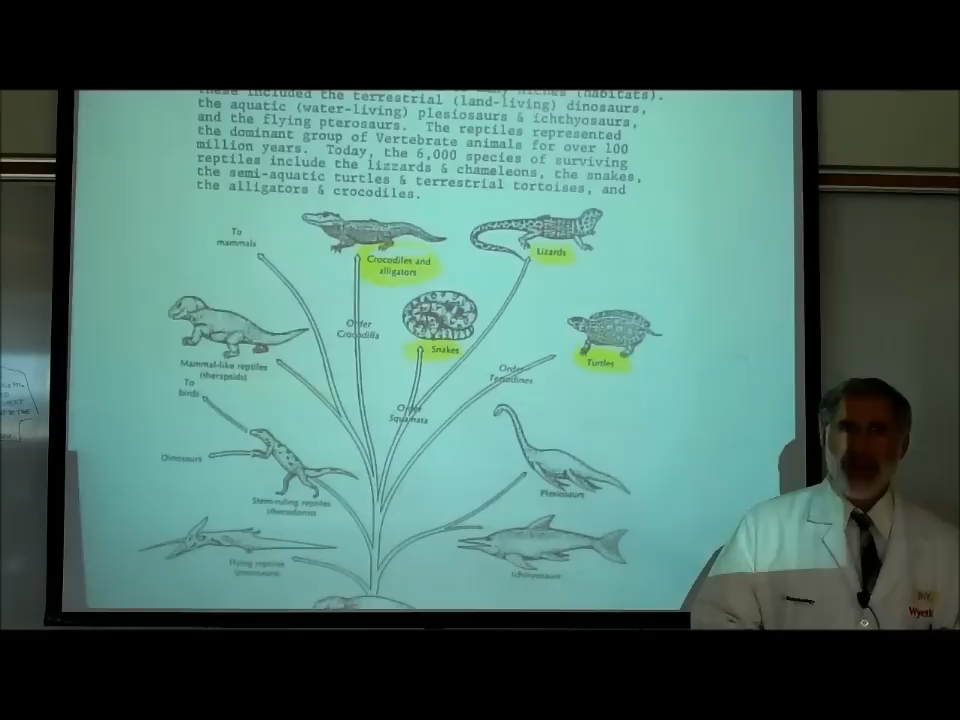 these included the terrestrial (land-living) dinosaurs,
the aquatic (water-living) plesiosaurs & ichthyosaurs,
and the flying pterosaurs. The reptiles represented
the dominant group of Vertebrate animals for over 100
million years. Today, the 6,000 species of surviving
reptiles include the lizzards & chameleons, the snakes,
the semi-aquatic turtles & terrestrial tortoises, and
the alligators & crocodiles.
To
mammals
Crocodiles and
alligators
Lizards
Order
Crocodilia
Snakes
Turtles
Mammal-like reptiles
(therapsids)
To
birds
Order
Squamata
Order
Dinosaurs
Stem-ruling reptiles
(thecodonts)
Plesiosaurs
Flying reptiles
Ichthyosaurs